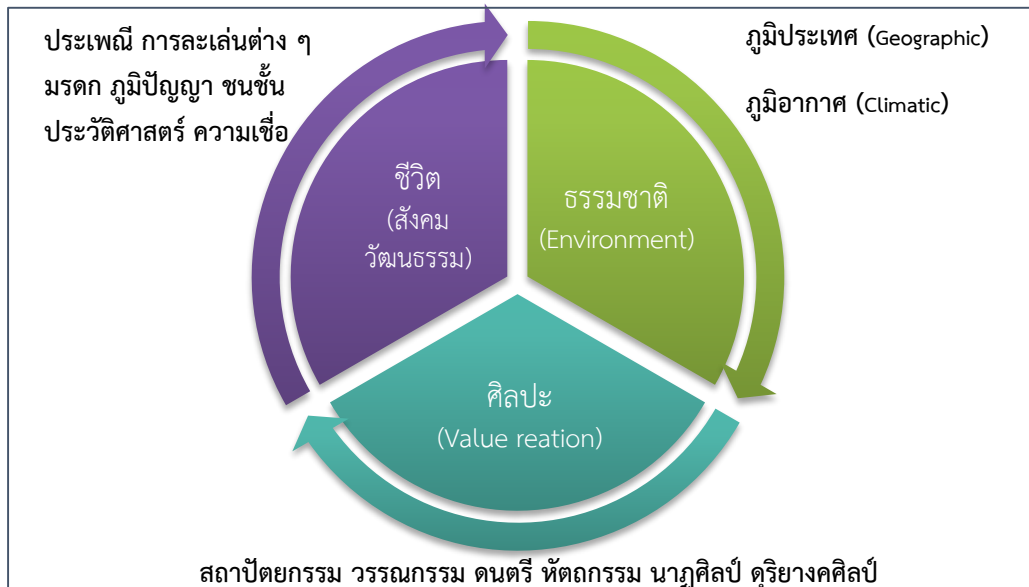 ประเพณี การละเล่นต่าง ๆ
มรดก ภูมิปัญญา ชนชั้น
ประวัติศาสตร์ ความเชื่อ
ภูมิประเทศ (Geographic)
ภูมิอากาศ (Climatic)
ชีวิต
(สังคม
วัฒนธรรม)
ธรรมชาติ
(Environment)
ศิลปะ
(Value reation)
สถาปัตยกรรม วรรณกรรม ดนตรี หัตถกรรม นาฏศิลป์ ดุริยางคศิลป์